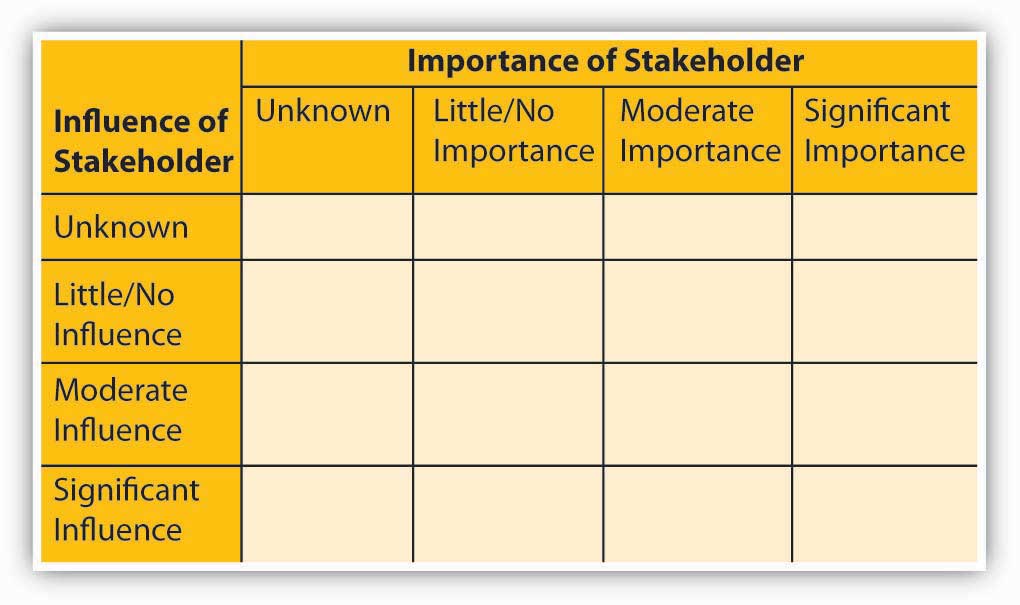 Importance of Stakeholder
Influence of
Stakeholder
Unknown
Little/No
Importance
Moderate
Importance
Significant
Importance
Unknown
Little/No
Influence
Moderate
Influence
Significant
Influence